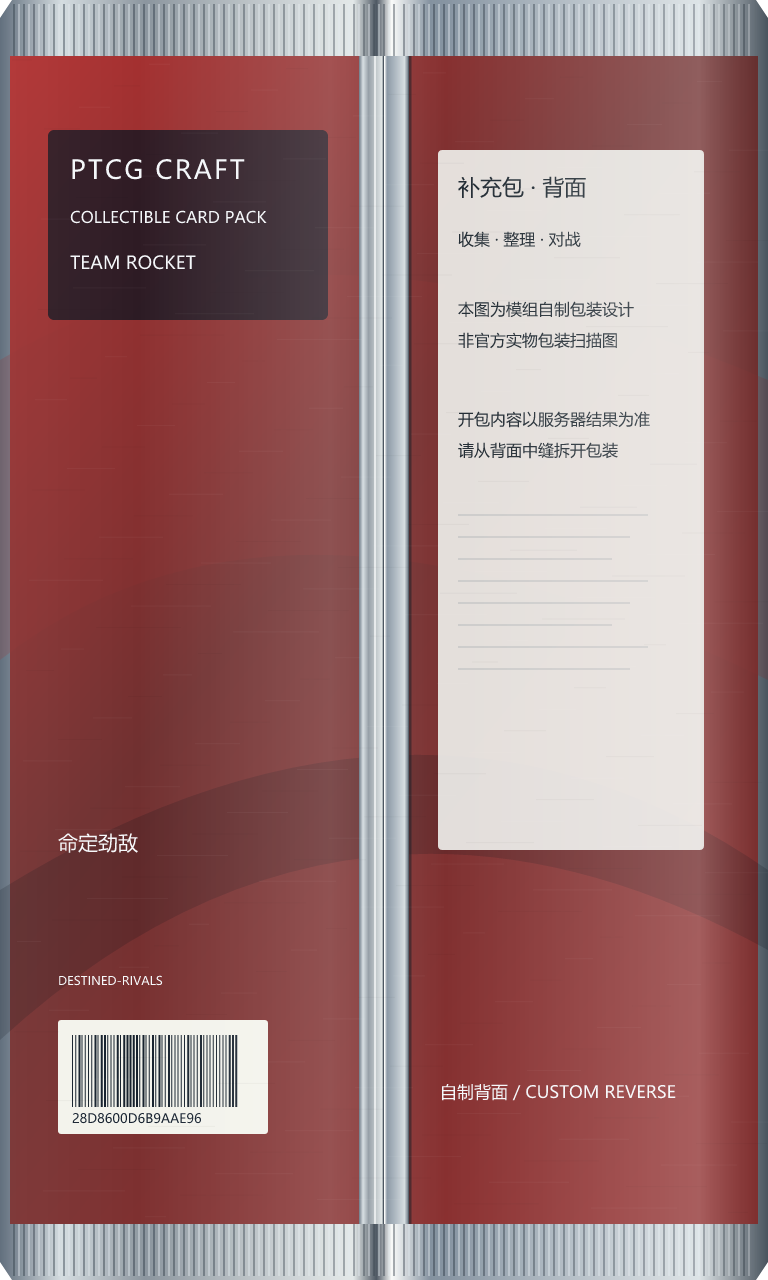 PTCG CRAFT
COLLECTIBLE CARD PACK
TEAM ROCKET
命定劲敌
DESTINED-RIVALS
28D8600D6B9AAE96
补充包 · 背面
收集 · 整理 · 对战
本图为模组自制包装设计
非官方实物包装扫描图
开包内容以服务器结果为准
请从背面中缝拆开包装
自制背面 / CUSTOM REVERSE